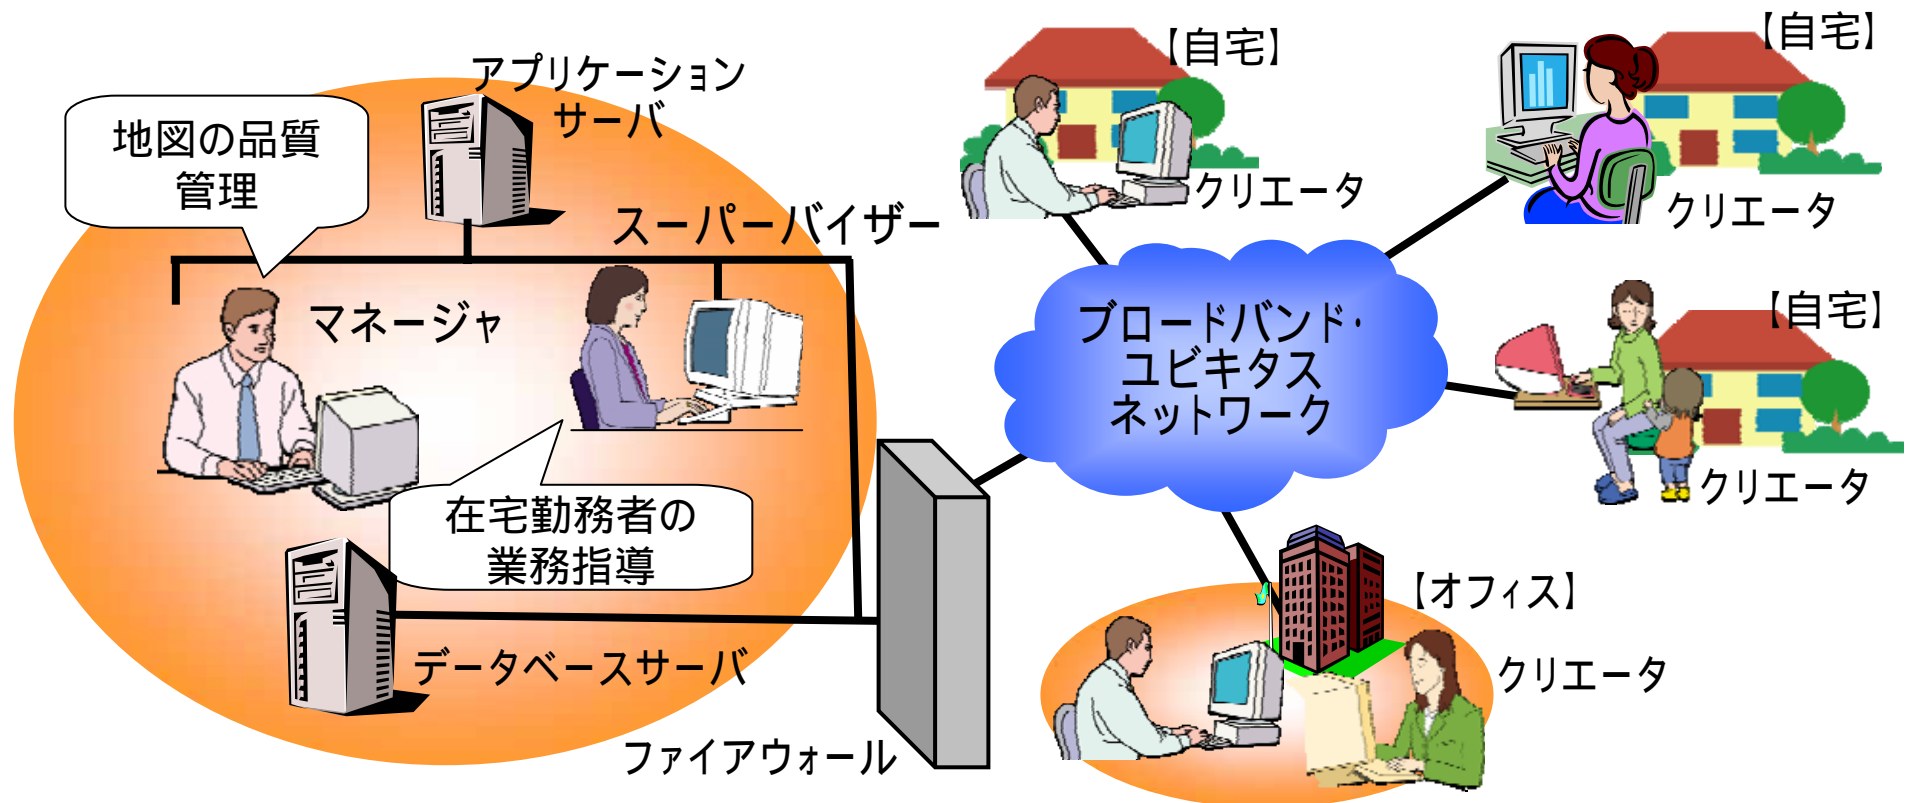 アプリケーション
サーバ
地図の品質
管理
スーパーバイザー
マネージャ
在宅勤務者の
業務指導
データベースサーバ
ファイアウォール
【自宅】
クリエータ
【自宅】
クリエータ
ブロードバンド・
ユビキタス
ネットワーク
【自宅】
クリエータ
【オフィス】
クリエータ